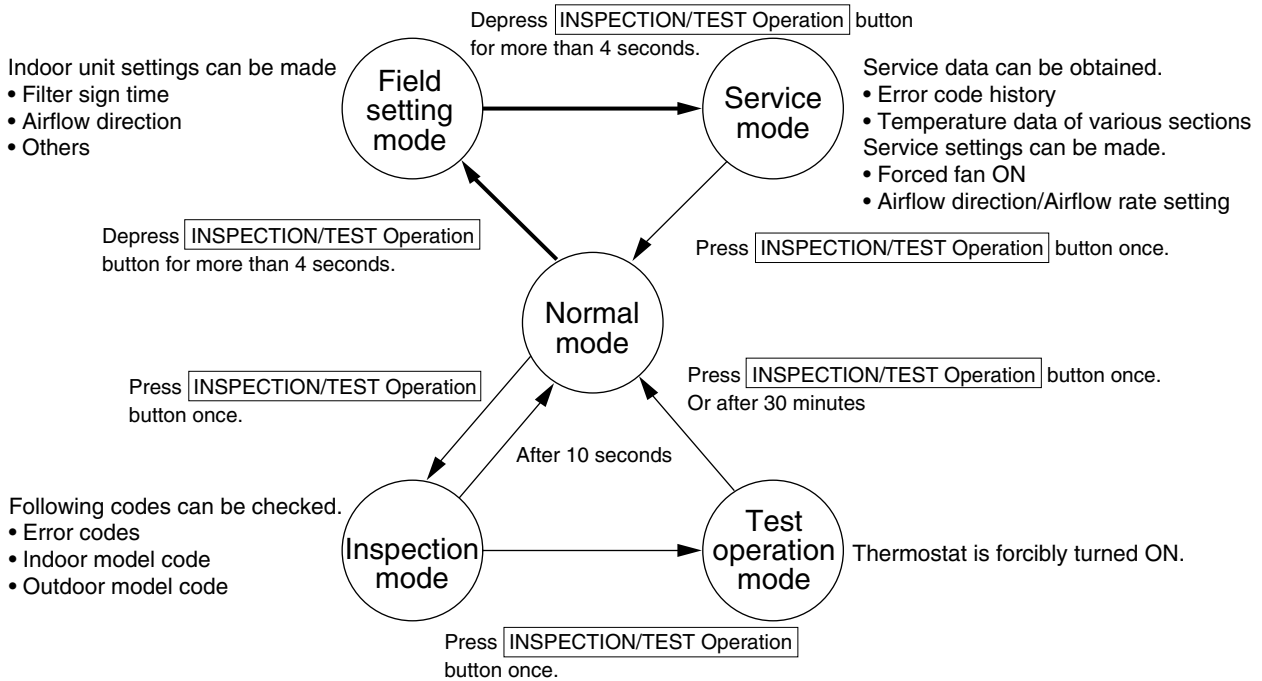 Depress INSPECTION/TEST Operation button
for more than 4 seconds.
Indoor unit settings can be made
• Filter sign time
• Airflow direction
• Others
Field
setting
mode
Service
mode
Service data can be obtained.
• Error code history
• Temperature data of various sections
Service settings can be made.
• Forced fan ON
• Airflow direction/Airflow rate setting
Depress INSPECTION/TEST Operation
button for more than 4 seconds.
Press INSPECTION/TEST Operation button once.
Normal
mode
Press INSPECTION/TEST Operation
button once.
Press INSPECTION/TEST Operation button once.
Or after 30 minutes
After 10 seconds
Following codes can be checked.
• Error codes
• Indoor model code
• Outdoor model code
Inspection
mode
Test
operation
mode
Thermostat is forcibly turned ON.
Press INSPECTION/TEST Operation
button once.